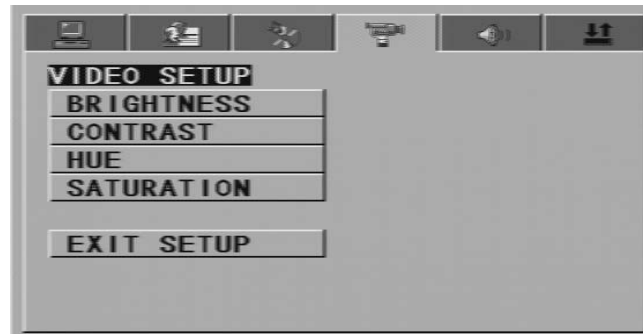 VIDEO SETUP
BRIGHTNESS
CONTRAST
HUE
SATURATION
EXIT SETUP